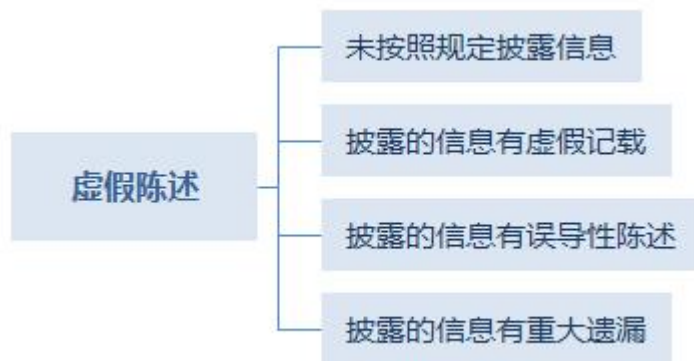 未按照规定披露信息
披露的信息有虚假记载
虚假陈述
披露的信息有误导性陈述
披露的信息有重大遗漏